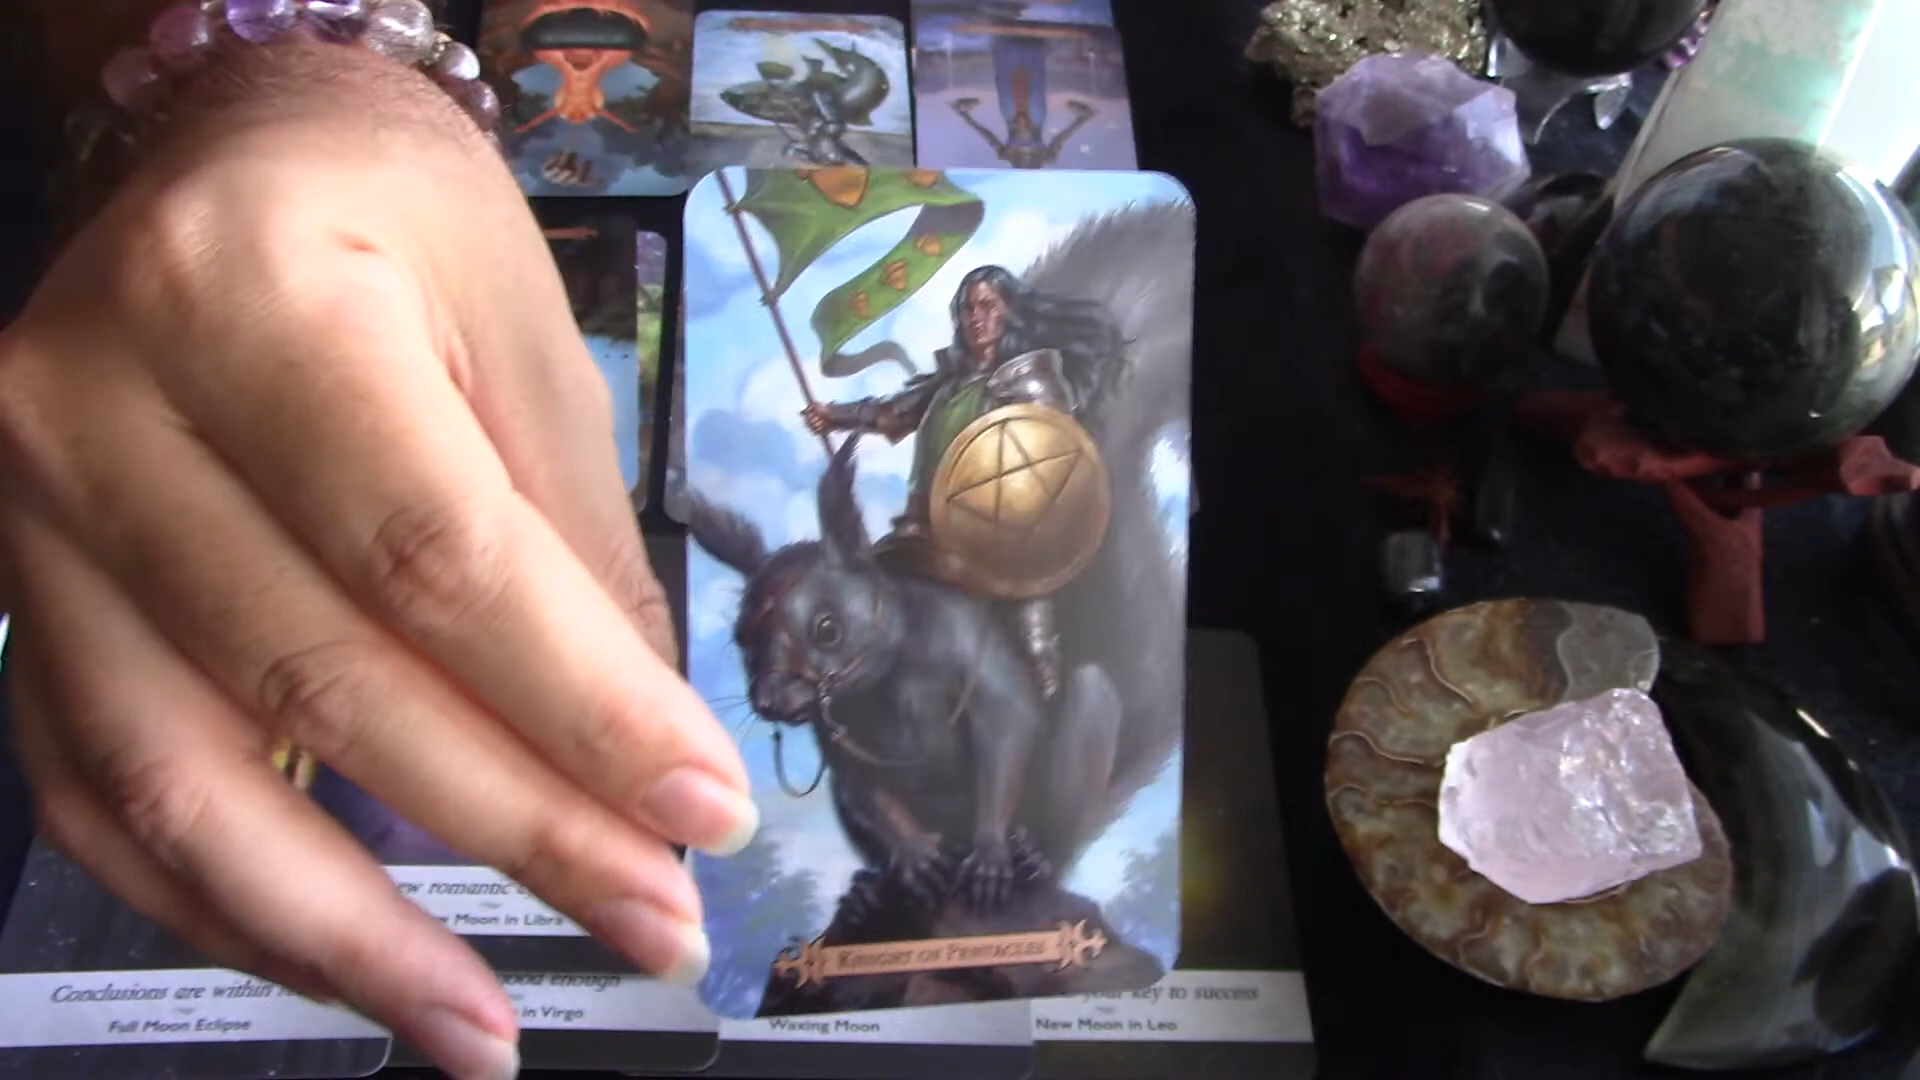 Knight of Pentacles
ew romantic
Moon in Libra
good enough
in Virgo
Conclusions are within
Full Moon Eclipse
Waxing Moon
your key to success
New Moon in Leo